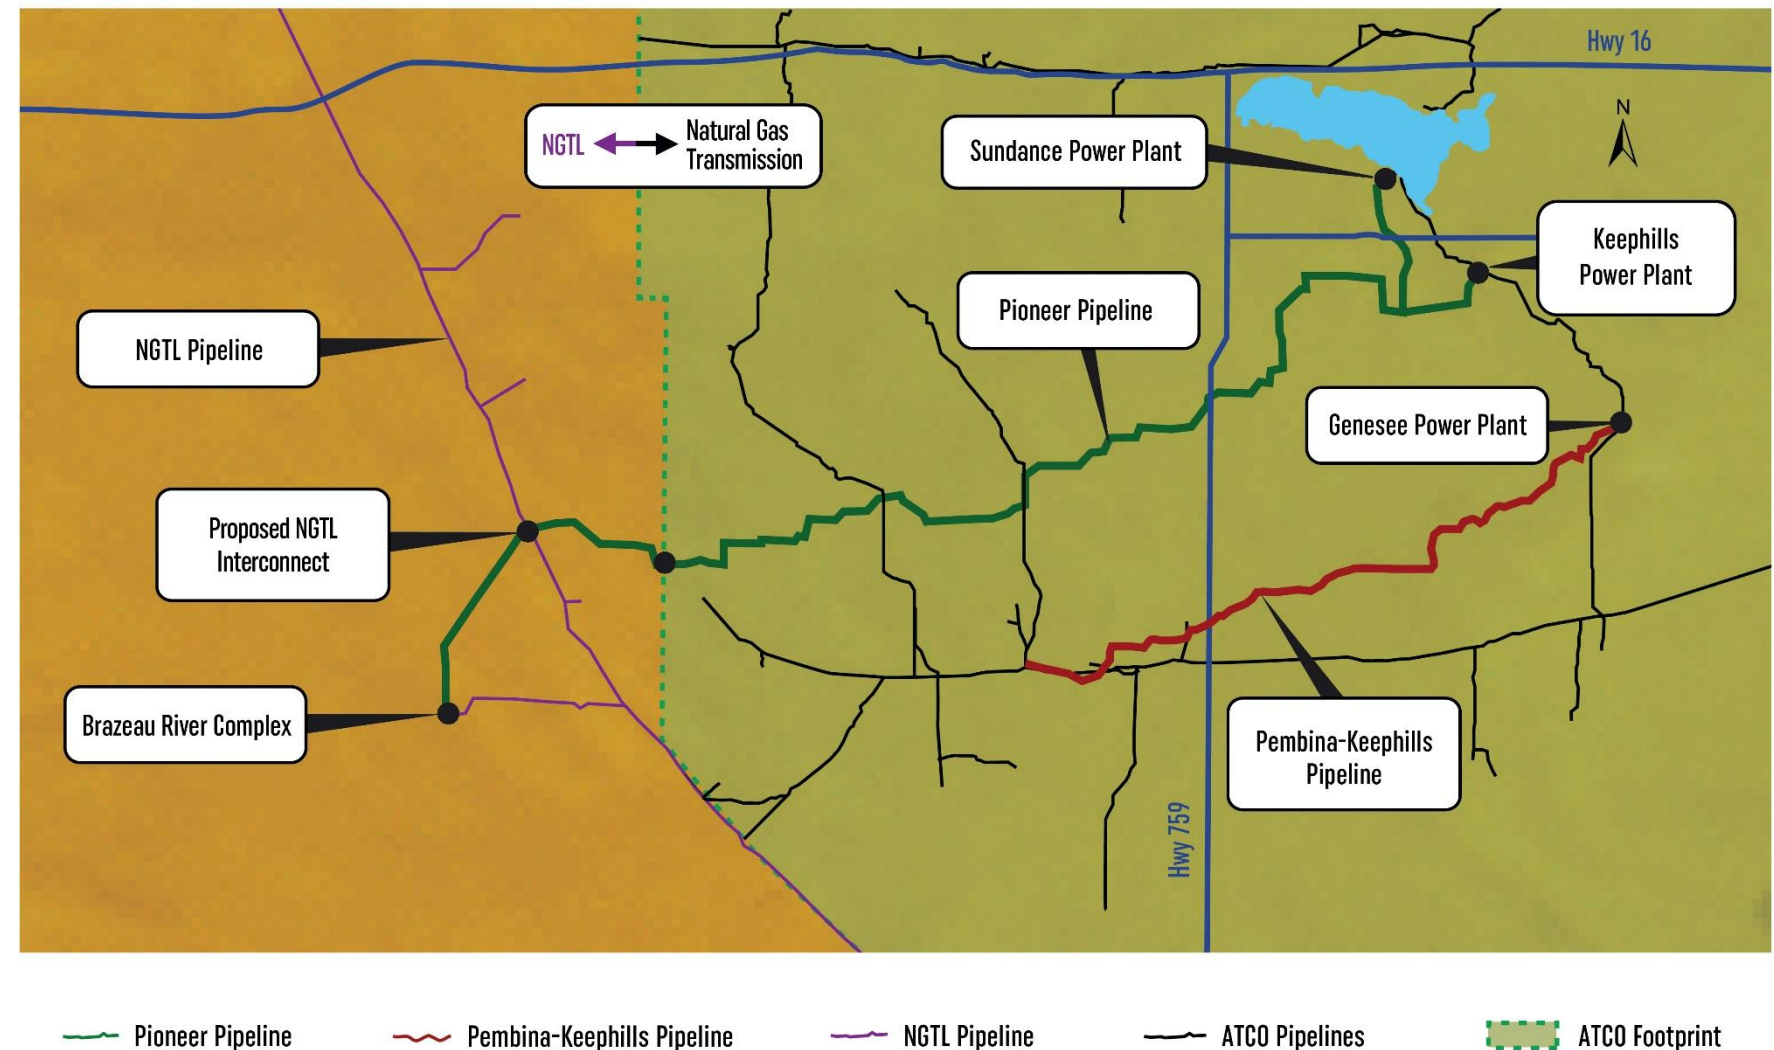 Hwy 16
N
NGTL
Natural Gas
Transmission
Sundance Power Plant
Keephills
Power Plant
Pioneer Pipeline
NGTL Pipeline
Genesee Power Plant
Proposed NGTL
Interconnect
Brazeau River Complex
Pembina-Keephills
Pipeline
Hwy 759
Pioneer Pipeline
Pembina-Keephills Pipeline
NGTL Pipeline
ATCO Pipelines
ATCO Footprint